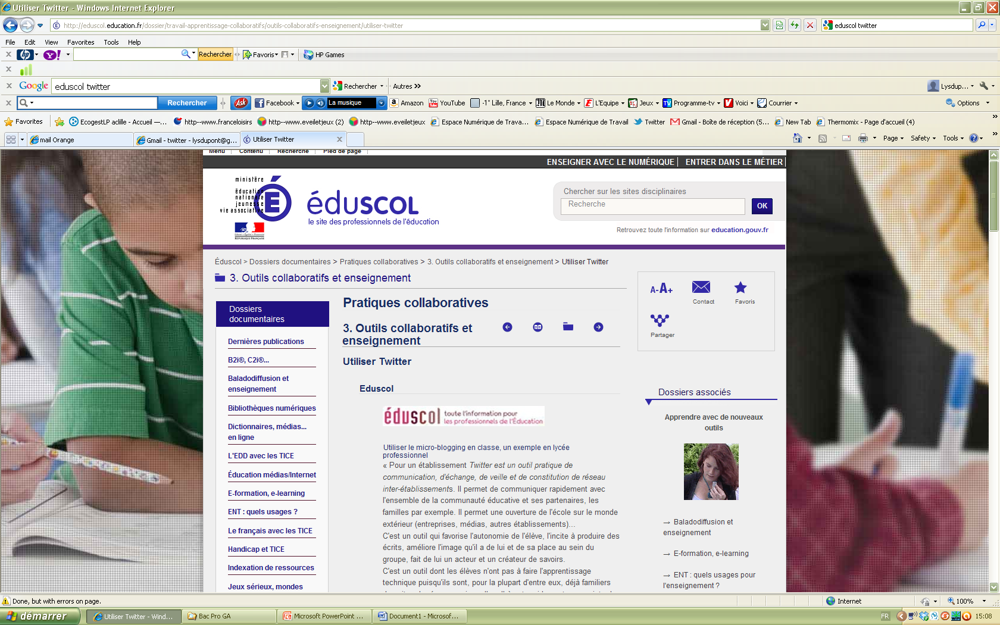 Utiliser Twitter - Windows Internet Explorer
http://eduscol.education.fr/dossier/travail-apprentissage-collaboratifs/outils-collaboratifs-enseignement/utiliser-twitter
eduscol twitter
File Edit View Favorites Tools Help
hp Y! Rechercher Favoris HP Games
Google eduscol twitter Rechercher Autres Lysdup...
Rechercher Ask Facebook La musique Amazon YouTube -1° Lille, France Le Monde L'Equipe Jeux Programme-tv Voici Courrier Options
Favorites EcogestLP aclille - Accueil —... http--www.franceloisirs http--www.eveiletjeux (2) http--www.eveiletjeux Espace Numérique de Trava... Espace Numérique de Travail Twitter Gmail - Boîte de réception (5... New Tab Thermomix - Page d'accueil (4)
mail Orange Gmail - twitter - lysdupont@g... Utiliser Twitter Page Safety Tools
Menu Contenu Recherche Pied de page
ENSEIGNER AVEC LE NUMÉRIQUE ENTRER DANS LE MÉTIER
ministère
éducation
nationale
jeunesse
vie associative
É
RÉPUBLIQUE FRANÇAISE
éduSCOL
le site des professionnels de l'éducation
Chercher sur les sites disciplinaires
Recherche OK
Retrouvez toute l'information sur education.gouv.fr
Éduscol > Dossiers documentaires > Pratiques collaboratives > 3. Outils collaboratifs et enseignement > Utiliser Twitter
3. Outils collaboratifs et enseignement
Dossiers
documentaires
Dernières publications
B2i®, C2i®...
Baladodiffusion et
enseignement
Bibliothèques numériques
Dictionnaires, médias...
en ligne
L'EDD avec les TICE
Éducation médias/Internet
E-formation, e-learning
ENT : quels usages ?
Le français avec les TICE
Handicap et TICE
Indexation de ressources
Jeux sérieux, mondes
Pratiques collaboratives
3. Outils collaboratifs et
enseignement
Utiliser Twitter
Eduscol
éduscol toute l'information pour
les professionnels de l'Éducation
Utiliser le micro-blogging en classe, un exemple en lycée
professionnel
« Pour un établissement Twitter est un outil pratique de
communication, d'échange, de veille et de constitution de réseau
inter-établissements. Il permet de communiquer rapidement avec
l'ensemble de la communauté éducative et ses partenaires, les
familles par exemple. Il permet une ouverture de l'école sur le monde
extérieur (entreprises, médias, autres établissements)...
C'est un outil qui favorise l'autonomie de l'élève, l'incite à produire des
écrits, améliore l'image qu'il a de lui et de sa place au sein du
groupe, fait de lui un acteur et un créateur de savoirs.
C'est un outil dont les élèves n'ont pas à faire l'apprentissage
technique puisqu'ils sont, pour la plupart d'entre eux, déjà familiers
A-A+
Contact
Favoris
Partager
Dossiers associés
Apprendre avec de nouveaux
outils
→ Baladodiffusion et
enseignement
→ E-formation, e-learning
→ ENT : quels usages pour
l'enseignement ?
Done, but with errors on page. Internet 100%
démarrer Utiliser Twitter - Wind... Bac Pro GA Microsoft PowerPoint ... Document1 - Microsof... FR 15:08